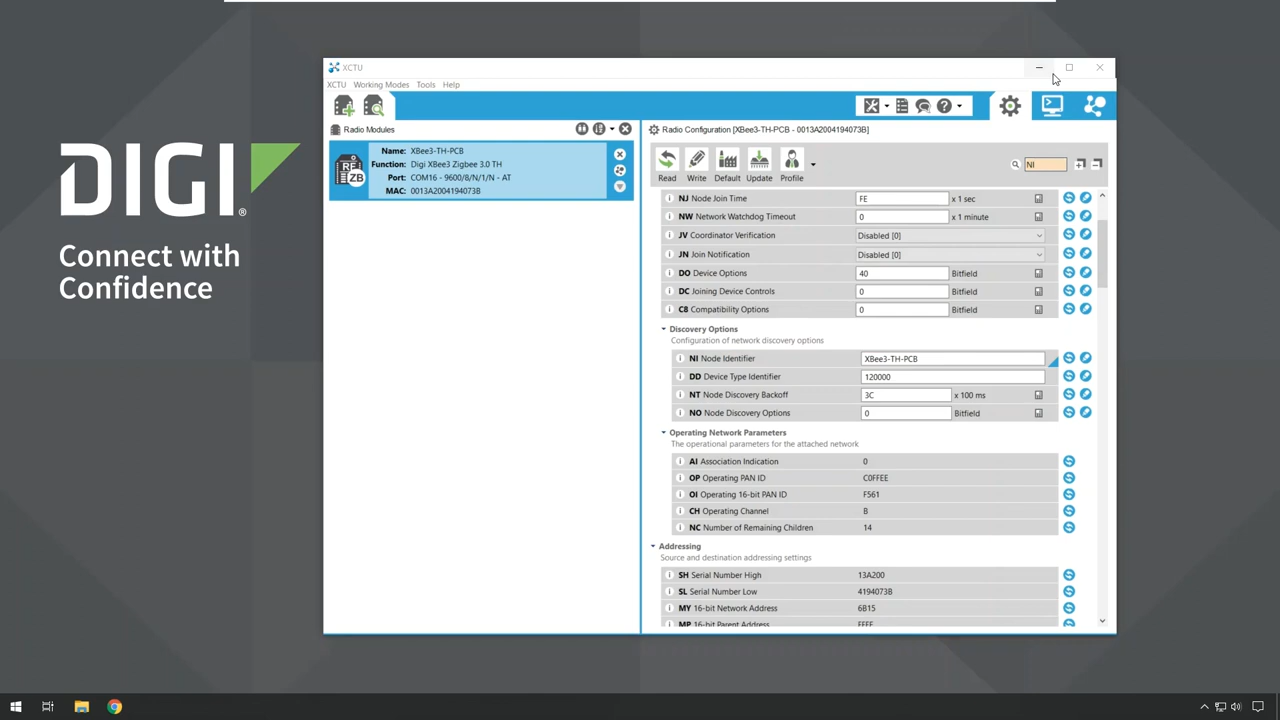 DIGI®
Connect with
Confidence
XCTU
XCTU Working Modes Tools Help
Radio Modules
Name: XBee3-TH-PCB
Function: Digi XBee3 Zigbee 3.0 TH
Port: COM16 - 9600/8/N/1/N - AT
MAC: 0013A2004194073B
ZB
Radio Configuration [XBee3-TH-PCB - 0013A2004194073B]
Read Write Default Update Profile
NI
NJ Node Join Time FE x 1 sec
NW Network Watchdog Timeout 0 x 1 minute
JV Coordinator Verification Disabled [0]
JN Join Notification Disabled [0]
DO Device Options 40 Bitfield
DC Joining Device Controls 0 Bitfield
C8 Compatibility Options 0 Bitfield
Discovery Options
Configuration of network discovery options
NI Node Identifier XBee3-TH-PCB
DD Device Type Identifier 120000
NT Node Discovery Backoff 3C x 100 ms
NO Node Discovery Options 0 Bitfield
Operating Network Parameters
The operational parameters for the attached network
AI Association Indication 0
OP Operating PAN ID C0FFEE
OI Operating 16-bit PAN ID F561
CH Operating Channel B
NC Number of Remaining Children 14
Addressing
Source and destination addressing settings
SH Serial Number High 13A200
SL Serial Number Low 4194073B
MY 16-bit Network Address 6B15
MP 16-bit Parent Address FFFE